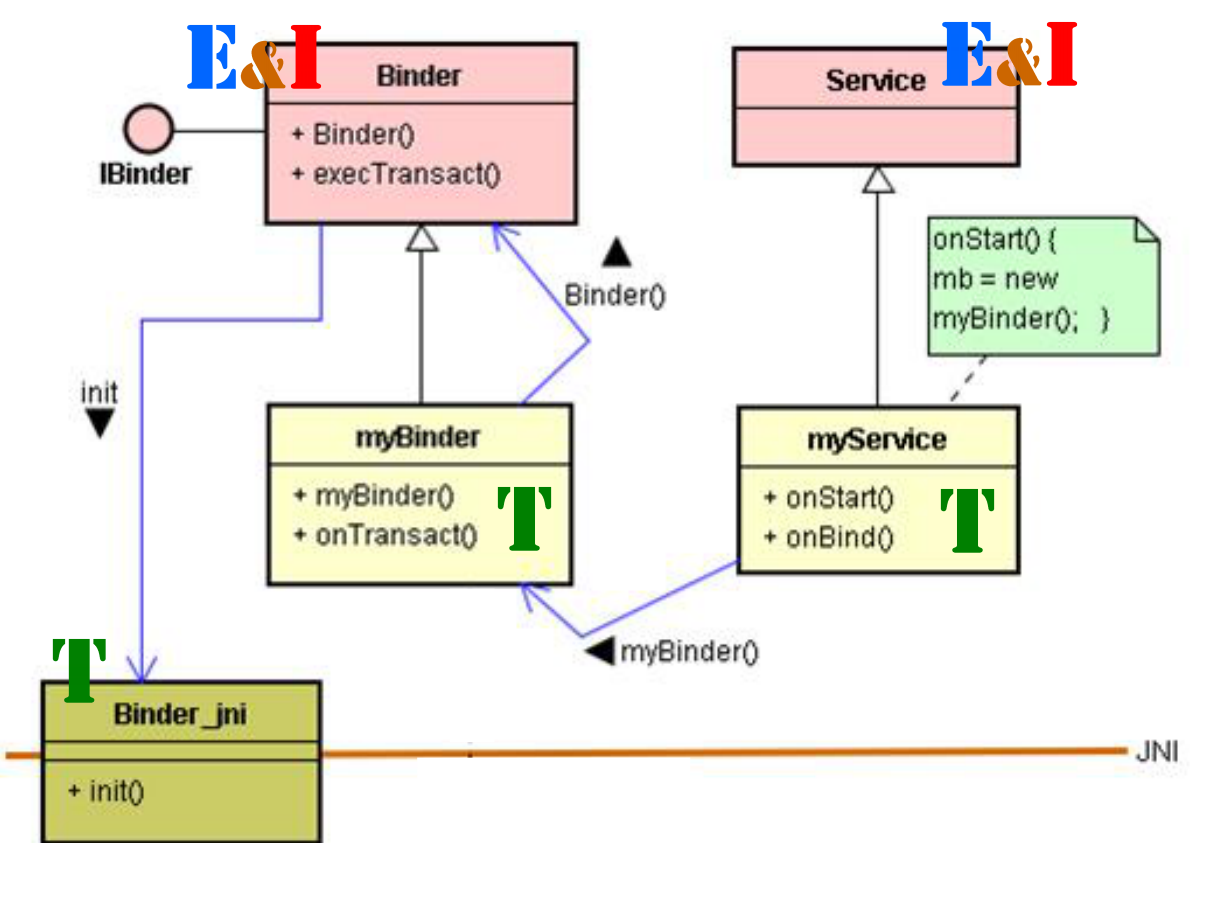 E&I
Binder
+ Binder()
+ execTransact()
IBinder
E&I
Service
onStart() {
mb = new
myBinder();   }
Binder()
init
myBinder
+ myBinder()
+ onTransact()
T
myService
+ onStart()
+ onBind()
T
myBinder()
T
Binder_jni
+ init()
JNI